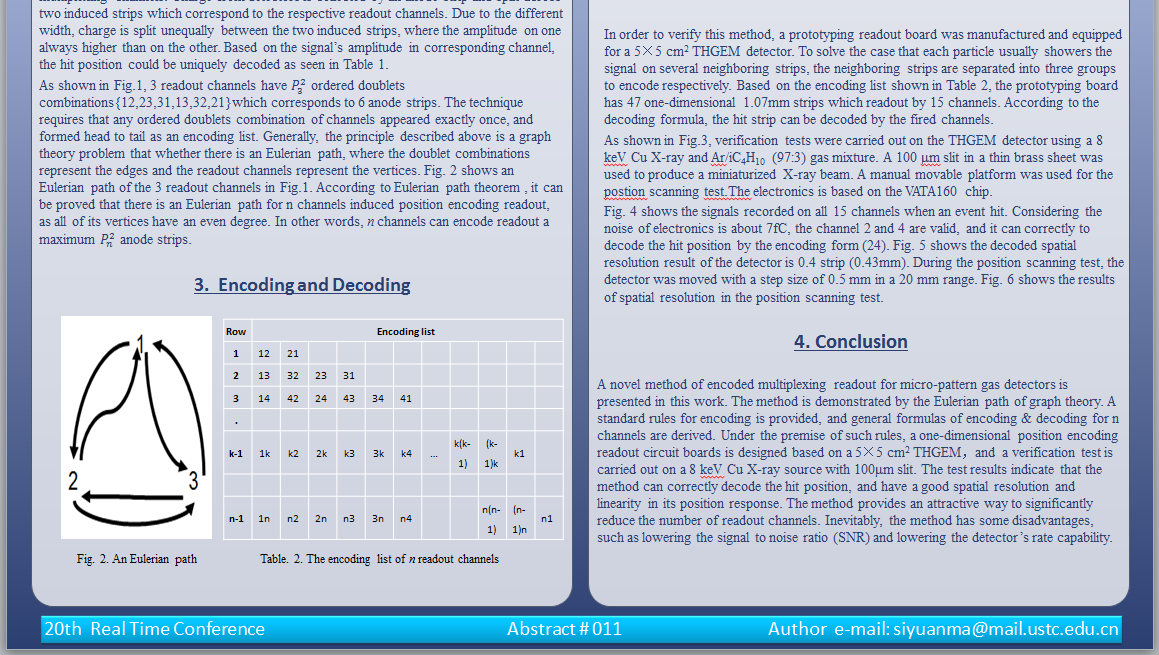 two induced strips which correspond to the respective readout channels. Due to the different
width, charge is split unequally between the two induced strips, where the amplitude on one
always higher than on the other. Based on the signal's amplitude in corresponding channel,
the hit position could be uniquely decoded as seen in Table 1.
As shown in Fig.1, 3 readout channels have P₃² ordered doublets
combinations{12,23,31,13,32,21}which corresponds to 6 anode strips. The technique
requires that any ordered doublets combination of channels appeared exactly once, and
formed head to tail as an encoding list. Generally, the principle described above is a graph
theory problem that whether there is an Eulerian path, where the doublet combinations
represent the edges and the readout channels represent the vertices. Fig. 2 shows an
Eulerian path of the 3 readout channels in Fig.1. According to Eulerian path theorem , it can
be proved that there is an Eulerian path for n channels induced position encoding readout,
as all of its vertices have an even degree. In other words, n channels can encode readout a
maximum Pₙ² anode strips.
3. Encoding and Decoding
1
2
3
Fig. 2. An Eulerian path
Row Encoding list
1 12 21
2 13 32 23 31
3 14 42 24 43 34 41
.
k-1 1k k2 2k k3 3k k4 ... k(k-1) (k-1)k k1
n-1 1n n2 2n n3 3n n4 n(n-1) (n-1)n n1
Table. 2. The encoding list of n readout channels
In order to verify this method, a prototyping readout board was manufactured and equipped
for a 5×5 cm² THGEM detector. To solve the case that each particle usually showers the
signal on several neighboring strips, the neighboring strips are separated into three groups
to encode respectively. Based on the encoding list shown in Table 2, the prototyping board
has 47 one-dimensional 1.07mm strips which readout by 15 channels. According to the
decoding formula, the hit strip can be decoded by the fired channels.
As shown in Fig.3, verification tests were carried out on the THGEM detector using a 8
keV Cu X-ray and Ar/iC₄H₁₀ (97:3) gas mixture. A 100 μm slit in a thin brass sheet was
used to produce a miniaturized X-ray beam. A manual movable platform was used for the
postion scanning test.The electronics is based on the VATA160 chip.
Fig. 4 shows the signals recorded on all 15 channels when an event hit. Considering the
noise of electronics is about 7fC, the channel 2 and 4 are valid, and it can correctly to
decode the hit position by the encoding form (24). Fig. 5 shows the decoded spatial
resolution result of the detector is 0.4 strip (0.43mm). During the position scanning test, the
detector was moved with a step size of 0.5 mm in a 20 mm range. Fig. 6 shows the results
of spatial resolution in the position scanning test.
4. Conclusion
A novel method of encoded multiplexing readout for micro-pattern gas detectors is
presented in this work. The method is demonstrated by the Eulerian path of graph theory. A
standard rules for encoding is provided, and general formulas of encoding & decoding for n
channels are derived. Under the premise of such rules, a one-dimensional position encoding
readout circuit boards is designed based on a 5×5 cm² THGEM, and a verification test is
carried out on a 8 keV Cu X-ray source with 100μm slit. The test results indicate that the
method can correctly decode the hit position, and have a good spatial resolution and
linearity in its position response. The method provides an attractive way to significantly
reduce the number of readout channels. Inevitably, the method has some disadvantages,
such as lowering the signal to noise ratio (SNR) and lowering the detector's rate capability.
20th Real Time Conference Abstract # 011 Author e-mail: siyuanma@mail.ustc.edu.cn